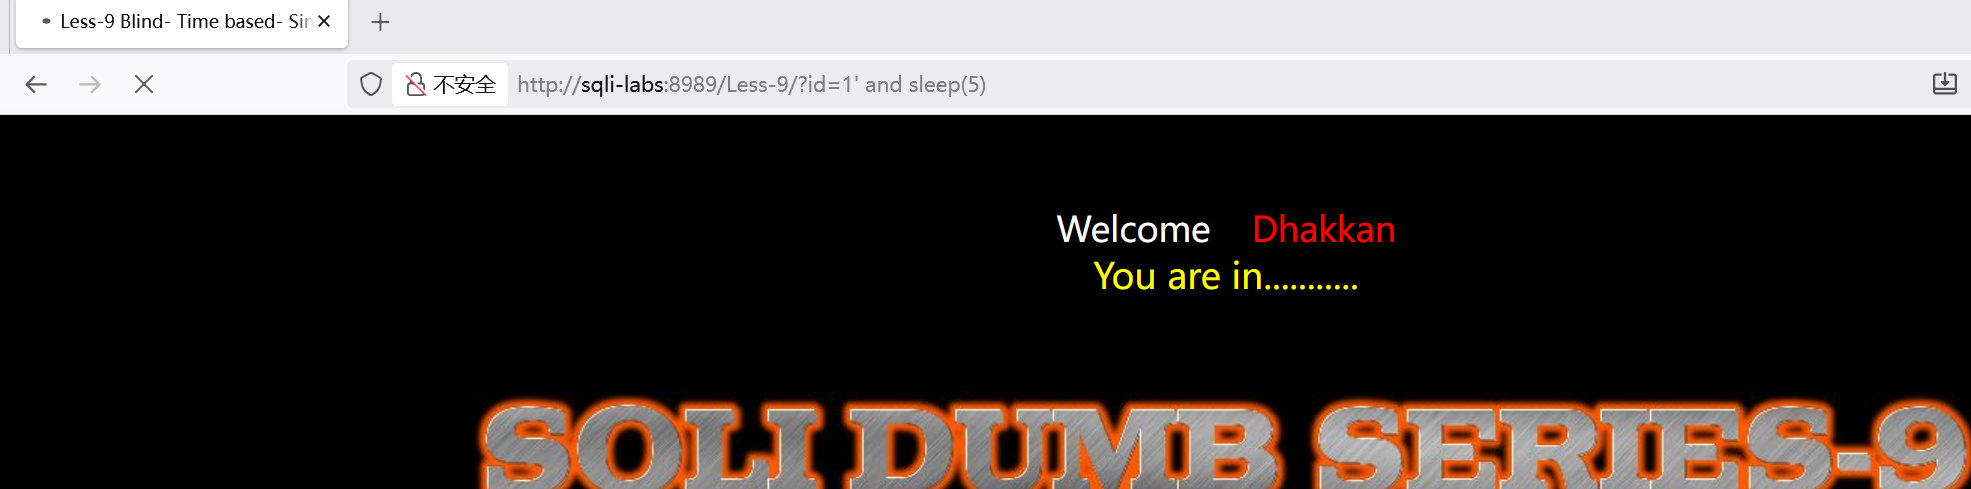 Less-9 Blind- Time based- Sin
不安全 http://sqli-labs:8989/Less-9/?id=1' and sleep(5)
Welcome Dhakkan
You are in...........
SQLI DUMB SERIES-9